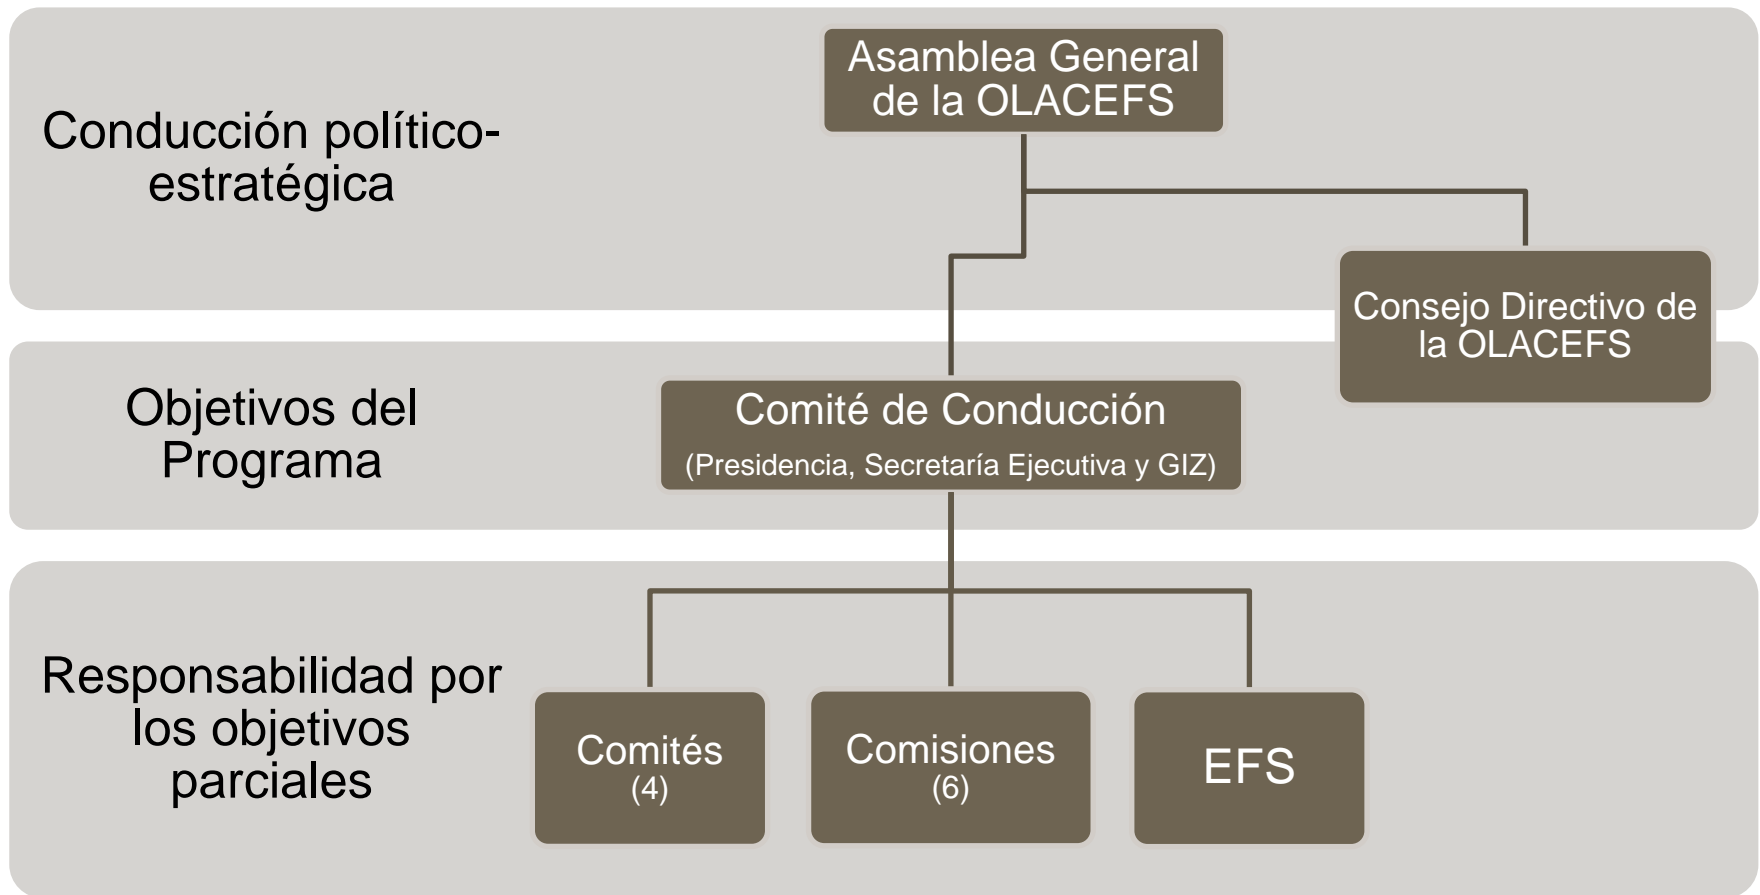 Conducción político-
estratégica
Asamblea General
de la OLACEFS
Consejo Directivo de
la OLACEFS
Objetivos del
Programa
Comité de Conducción
(Presidencia, Secretaría Ejecutiva y GIZ)
Responsabilidad por
los objetivos
parciales
Comités
(4)
Comisiones
(6)
EFS